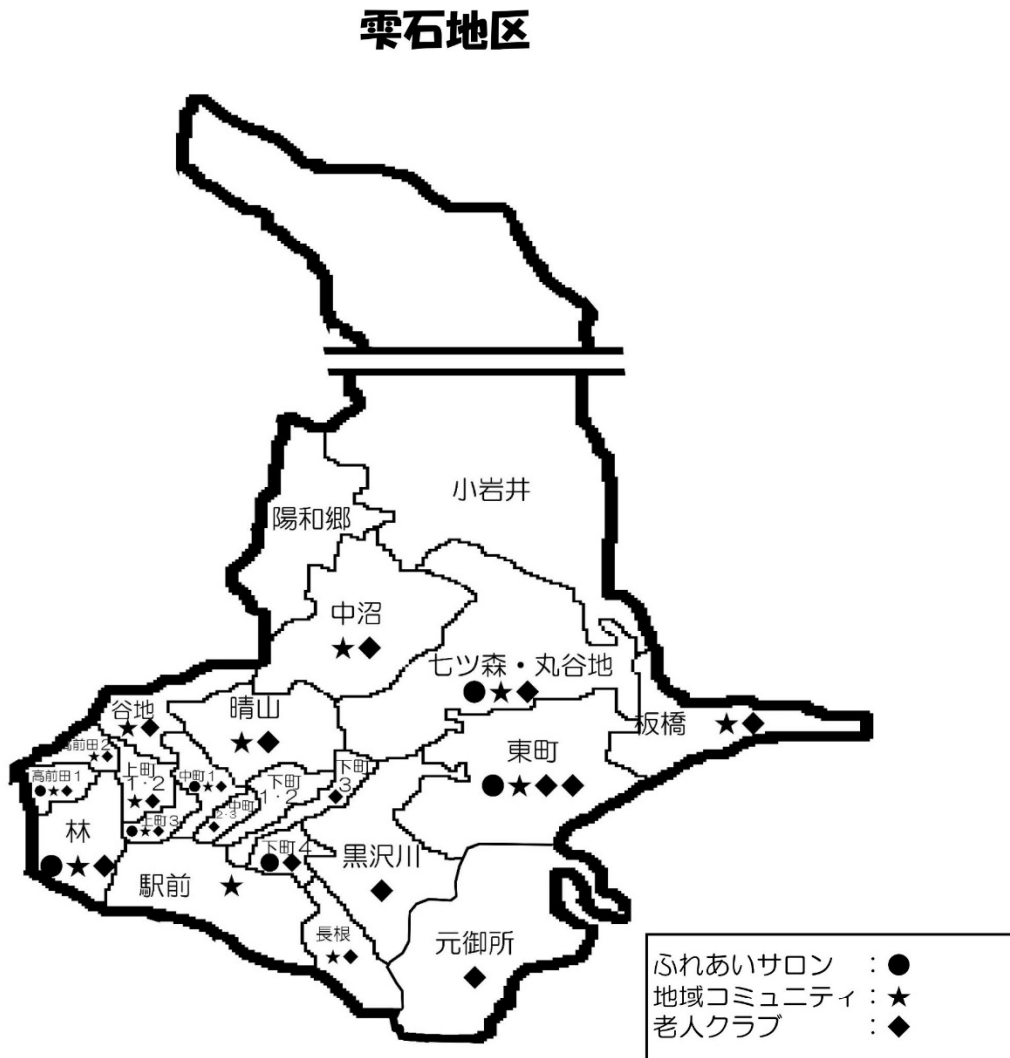 雫石地区
小岩井
陽和郷
中沼
★◆
七ツ森・丸谷地
●★◆
谷地
★◆
晴山
★◆
板橋 ★◆
高前田2
★◆
高前田1
●★◆
上町
1・2
★◆
中町1
●★◆
下町
1・2
下町
3
◆
東町
●★◆◆
中町
2・3
◆
上町3
●★◆
林
●★◆
下町4
●◆
黒沢川
◆
駅前 ★
長根
★◆
元御所
◆
ふれあいサロン :●
地域コミュニティ:★
老人クラブ :◆